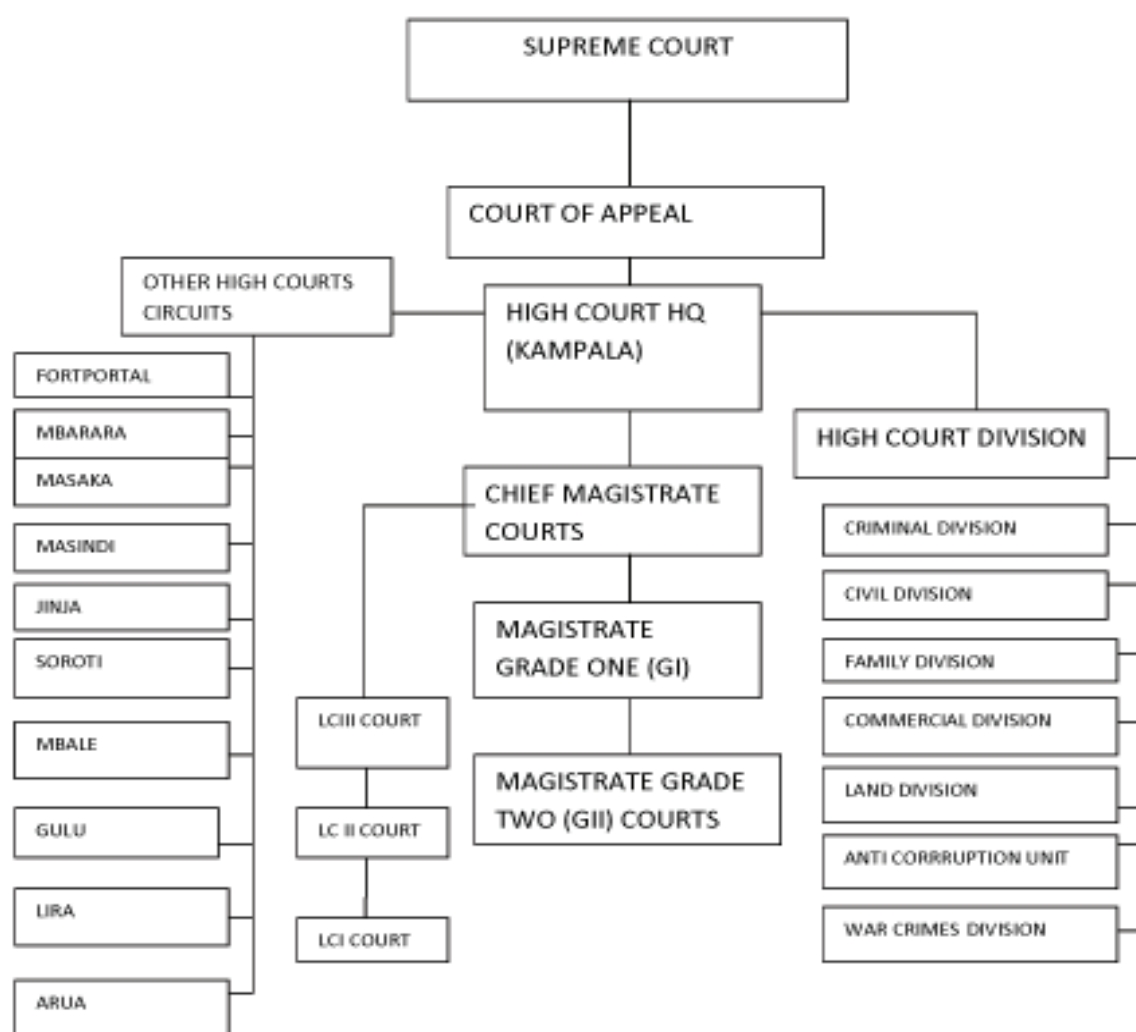 SUPREME COURT
COURT OF APPEAL
OTHER HIGH COURTS
CIRCUITS
HIGH COURT HQ
(KAMPALA)
FORTPORTAL
MBARARA
MASAKA
MASINDI
JINJA
SOROTI
MBALE
GULU
LIRA
ARUA
CHIEF MAGISTRATE
COURTS
MAGISTRATE
GRADE ONE (GI)
MAGISTRATE GRADE
TWO (GII) COURTS
LCIII COURT
LC II COURT
LCI COURT
HIGH COURT DIVISION
CRIMINAL DIVISION
CIVIL DIVISION
FAMILY DIVISION
COMMERCIAL DIVISION
LAND DIVISION
ANTI CORRRUPTION UNIT
WAR CRIMES DIVISION